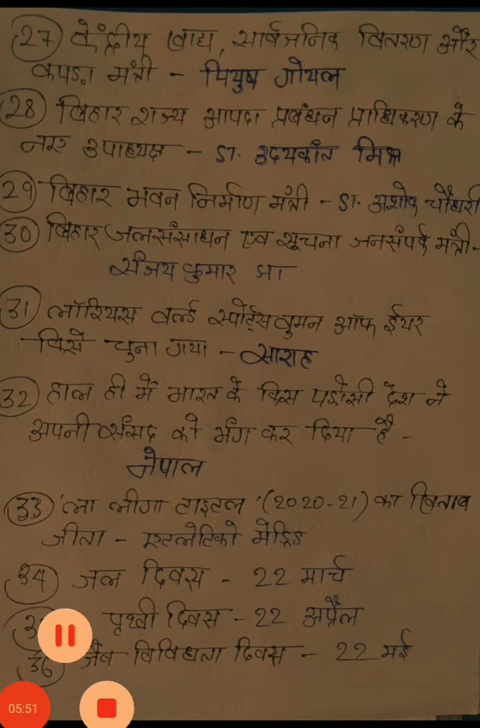 27 केंद्रीय खाद्य, सार्वजनिक वितरण और
कपड़ा मंत्री - पियुष गोयल
28 बिहार राज्य आपदा प्रबंधन प्राधिकरण के
नए उपाध्यक्ष - डा. उदयकांत मिश्र
29 बिहार भवन निर्माण मंत्री - डा. अशोक चौधरी
30 बिहार जलसंसाधन एवं सूचना जनसंपर्क मंत्री -
संजय कुमार झा
31 लॉरियस वर्ल्ड स्पोर्ट्स वुमन ऑफ ईयर
किसे चुना गया -
32 हाल ही में भारत के किस पड़ोसी देश ने
अपनी संसद को भंग कर दिया है -
नेपाल
33 'ला लीगा टाइटल' (2020-21) का खिताब
जीता - एटलेटिको मेड्रिड
34 जल दिवस - 22 मार्च
पृथ्वी दिवस - 22 अप्रैल
36 जैव विविधता दिवस - 22 मई
05:51